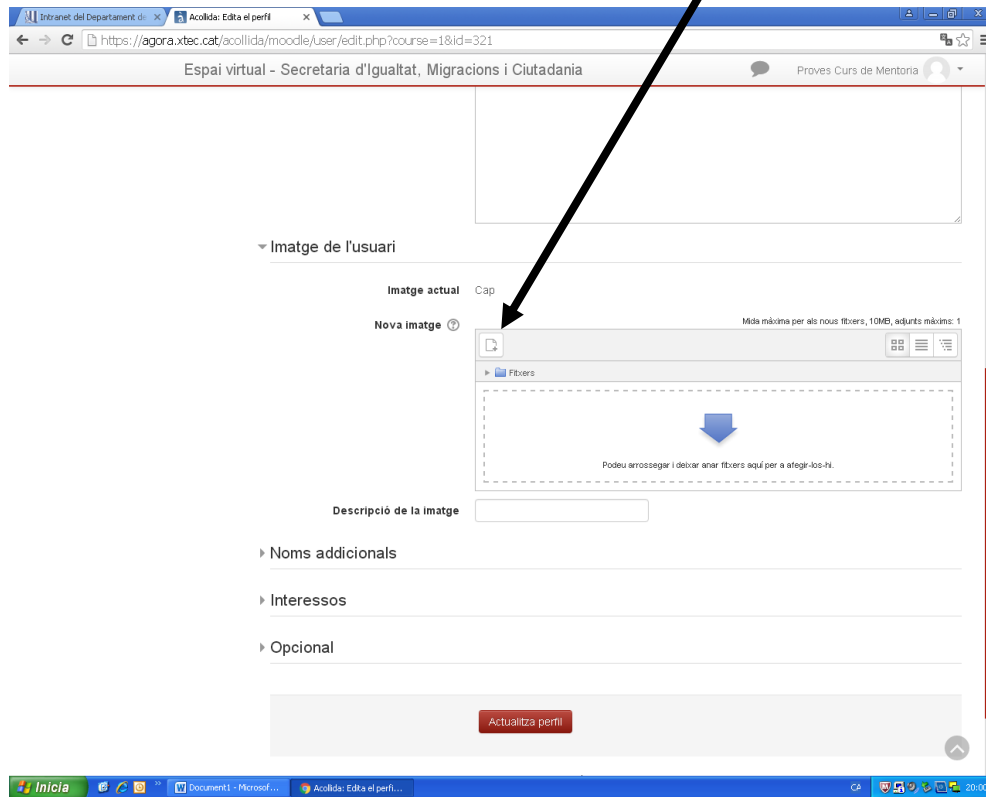 Intranet del Departament de
Acollida: Edita el perfil
https://agora.xtec.cat/acollida/moodle/user/edit.php?course=1&id=321
Espai virtual - Secretaria d'Igualtat, Migracions i Ciutadania
Proves Curs de Mentoria
Imatge de l'usuari
Imatge actual Cap
Nova imatge
Mida màxima per als nous fitxers, 10MB, adjunts màxims: 1
Fitxers
Podeu arrossegar i deixar anar fitxers aquí per a afegir-los-hi.
Descripció de la imatge
Noms addicionals
Interessos
Opcional
Actualitza perfil
Inicia
Document1 - Microsof...
Acollida: Edita el perfi...
CA
20:00